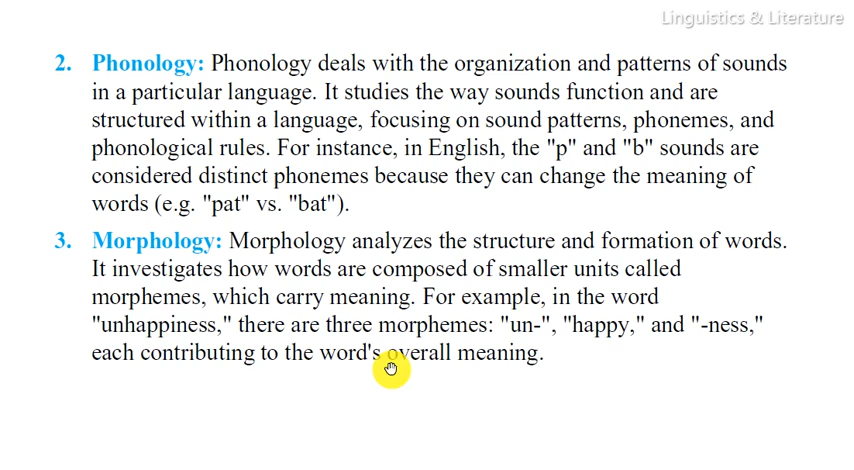 Linguistics & Literature
2. Phonology: Phonology deals with the organization and patterns of sounds
in a particular language. It studies the way sounds function and are
structured within a language, focusing on sound patterns, phonemes, and
phonological rules. For instance, in English, the "p" and "b" sounds are
considered distinct phonemes because they can change the meaning of
words (e.g. "pat" vs. "bat").
3. Morphology: Morphology analyzes the structure and formation of words.
It investigates how words are composed of smaller units called
morphemes, which carry meaning. For example, in the word
"unhappiness," there are three morphemes: "un-", "happy," and "-ness,"
each contributing to the word's overall meaning.